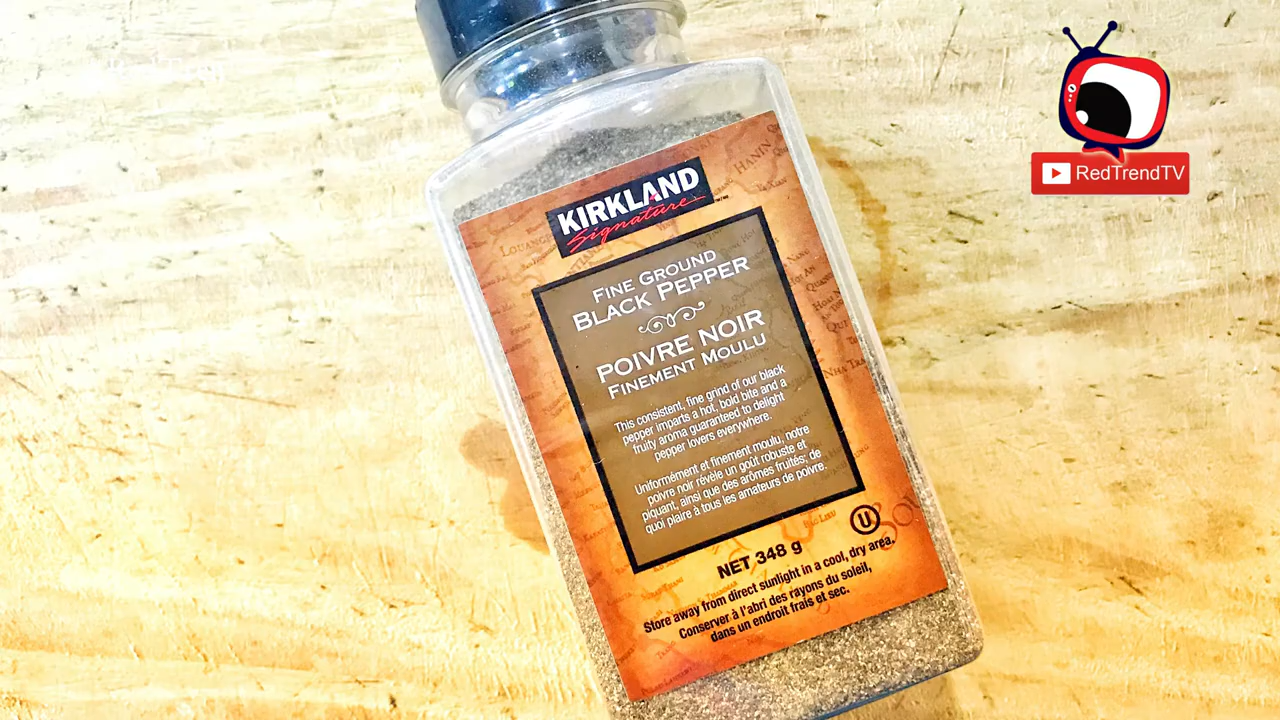 RedTrendTV
KIRKLAND
Signature
FINE GROUND
BLACK PEPPER
POIVRE NOIR
FINEMENT MOULU
This consistent, fine grind of our black
pepper imparts a hot, bold bite and a
fruity aroma guaranteed to delight
pepper lovers everywhere.
Uniformément et finement moulu, notre
poivre noir révèle un goût robuste et
piquant, ainsi que des arômes fruités; de
quoi plaire à tous les amateurs de poivre.
U
NET 348 g
Store away from direct sunlight in a cool, dry area.
Conserver à l'abri des rayons du soleil,
dans un endroit frais et sec.